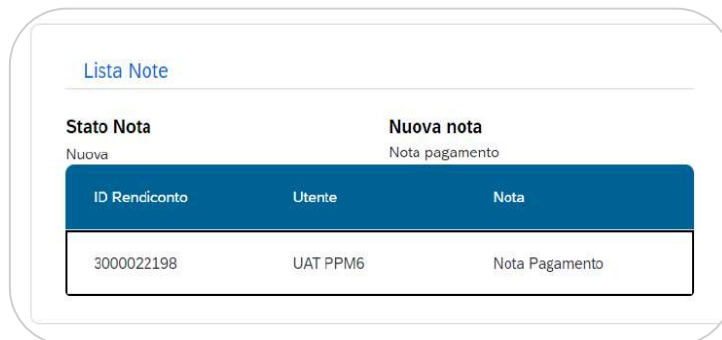 Lista Note
Stato Nota Nuova nota
Nuova Nota pagamento
ID Rendiconto Utente Nota
3000022198 UAT PPM6 Nota Pagamento